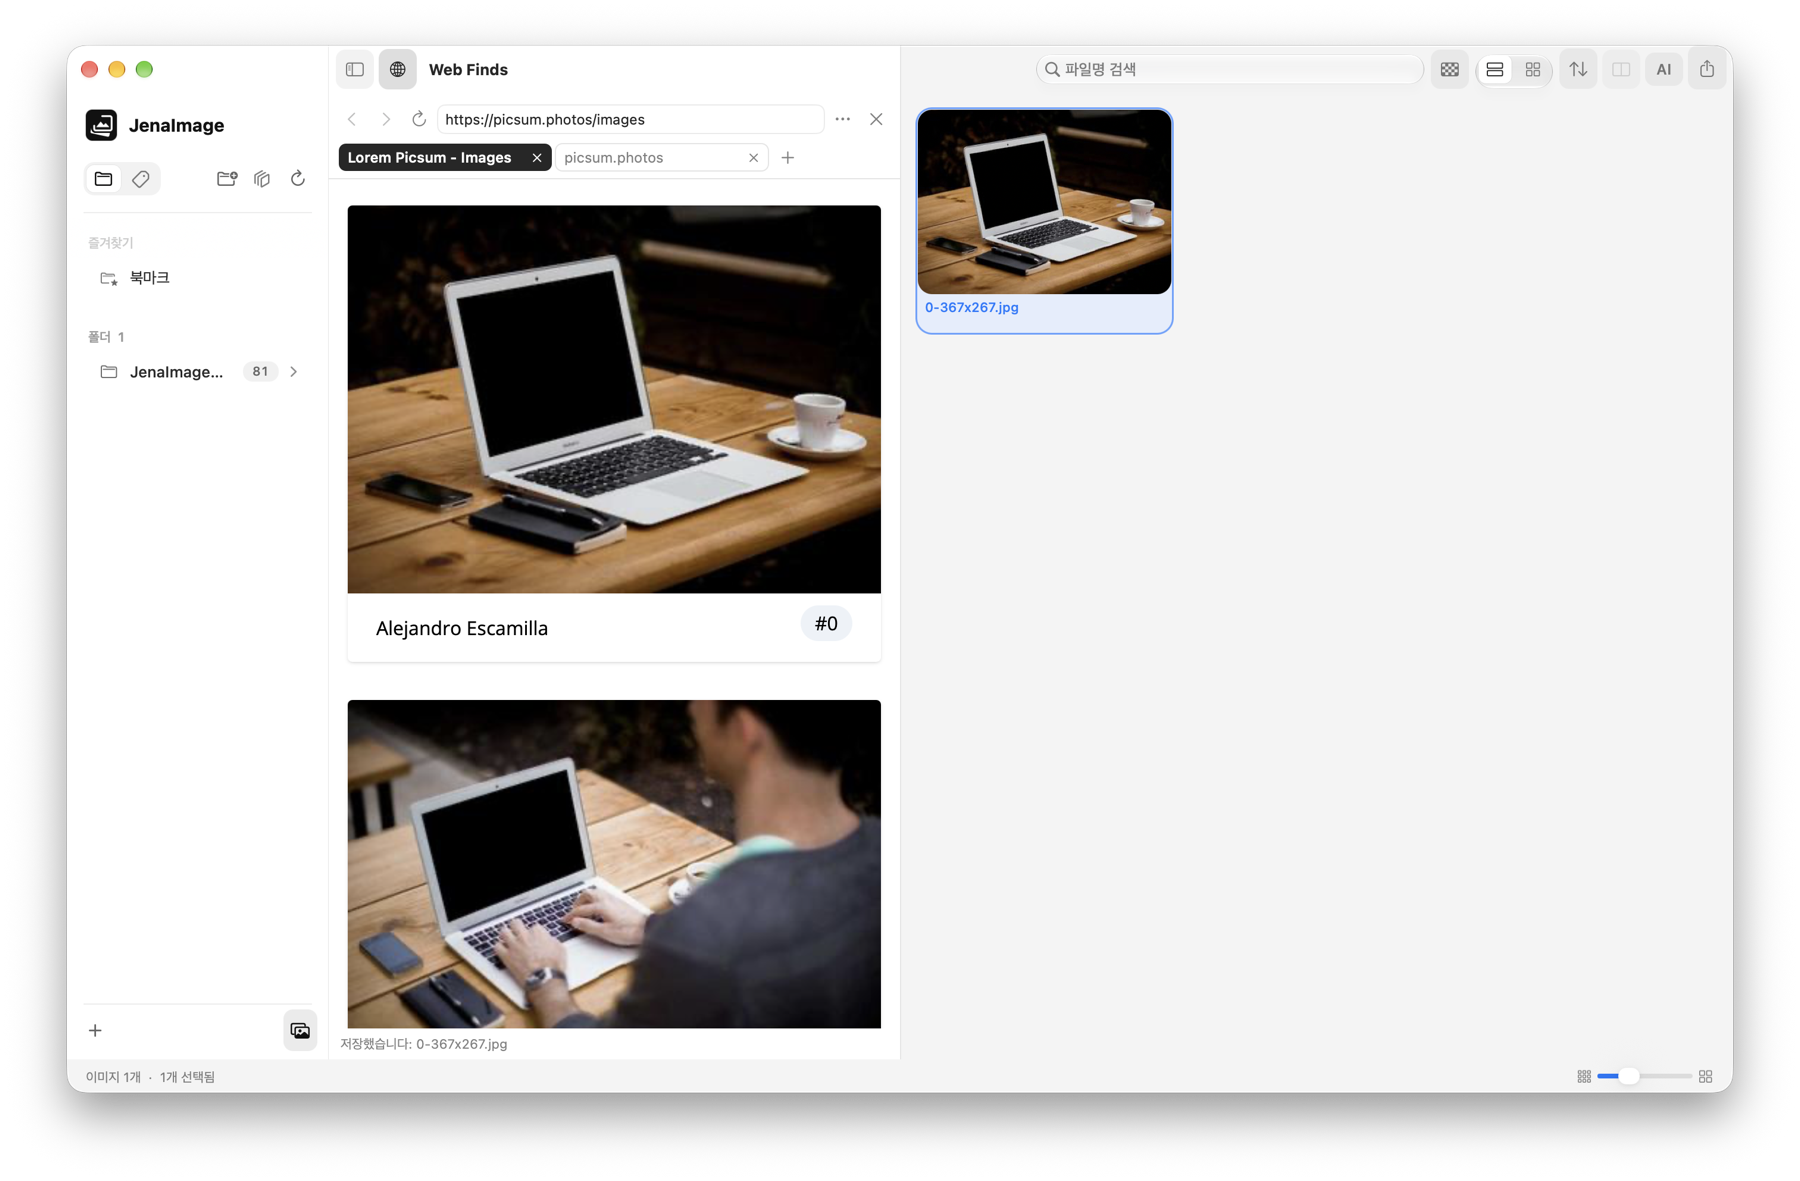 JenaImage
즐겨찾기
북마크
폴더 1
JenaImage... 81
Web Finds
https://picsum.photos/images
Lorem Picsum - Images
picsum.photos
Alejandro Escamilla
#0
저장했습니다: 0-367x267.jpg
파일명 검색
AI
0-367x267.jpg
이미지 1개 · 1개 선택됨